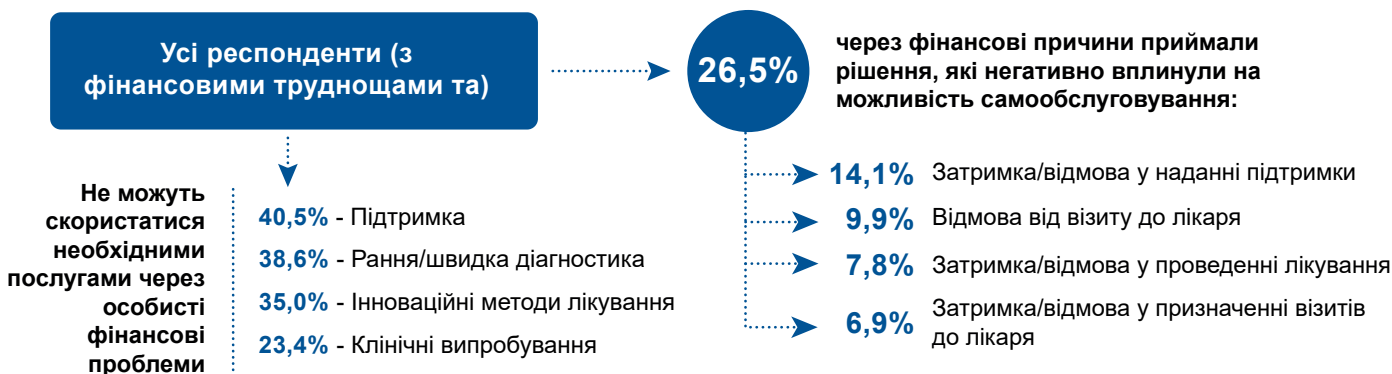 Усі респонденти (з
фінансовими труднощами та)
26,5%
через фінансові причини приймали
рішення, які негативно вплинули на
можливість самообслуговування:
Не можуть
скористатися
необхідними
послугами через
особисті
фінансові
проблеми
40,5% - Підтримка
38,6% - Рання/швидка діагностика
35,0% - Інноваційні методи лікування
23,4% - Клінічні випробування
14,1% Затримка/відмова у наданні підтримки
9,9% Відмова від візиту до лікаря
7,8% Затримка/відмова у проведенні лікування
6,9% Затримка/відмова у призначенні візитів
до лікаря